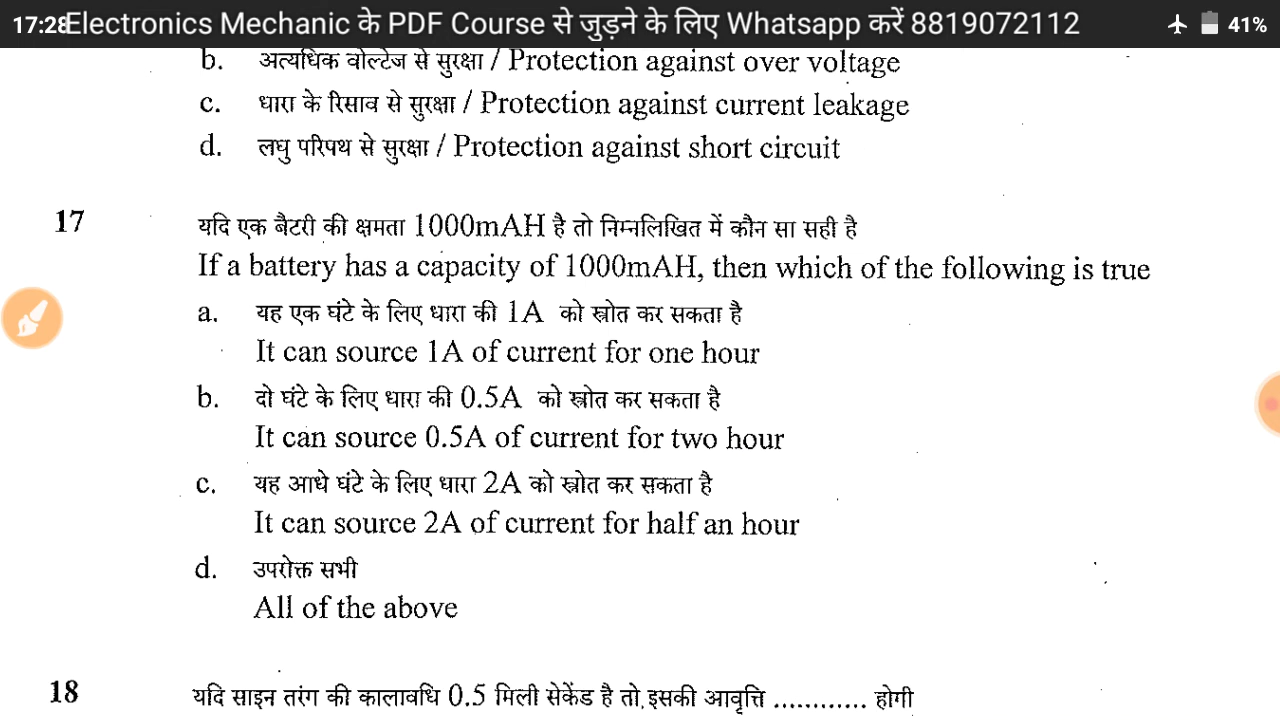 17:28 Electronics Mechanic के PDF Course से जुड़ने के लिए Whatsapp करें 8819072112 41%
b. अत्यधिक वोल्टेज से सुरक्षा / Protection against over voltage
c. धारा के रिसाव से सुरक्षा / Protection against current leakage
d. लघु परिपथ से सुरक्षा / Protection against short circuit
17 यदि एक बैटरी की क्षमता 1000mAH है तो निम्नलिखित में कौन सा सही है
If a battery has a capacity of 1000mAH, then which of the following is true
a. यह एक घंटे के लिए धारा की 1A को स्त्रोत कर सकता है
It can source 1A of current for one hour
b. दो घंटे के लिए धारा की 0.5A को स्त्रोत कर सकता है
It can source 0.5A of current for two hour
c. यह आधे घंटे के लिए धारा 2A को स्त्रोत कर सकता है
It can source 2A of current for half an hour
d. उपरोक्त सभी
All of the above
18 यदि साइन तरंग की कालावधि 0.5 मिली सेकेंड है तो इसकी आवृत्ति ............ होगी